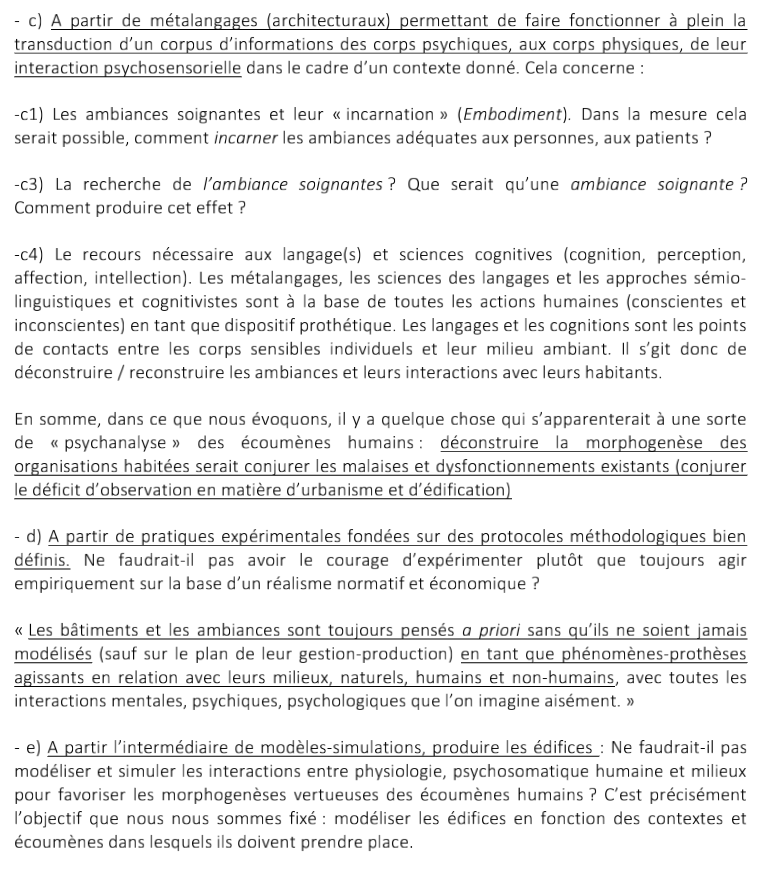 - c) A partir de métalangages (architecturaux) permettant de faire fonctionner à plein la
transduction d’un corpus d’informations des corps psychiques, aux corps physiques, de leur
interaction psychosensorielle dans le cadre d’un contexte donné. Cela concerne :
-c1) Les ambiances soignantes et leur « incarnation » (Embodiment). Dans la mesure cela
serait possible, comment incarner les ambiances adéquates aux personnes, aux patients ?
-c3) La recherche de l’ambiance soignantes ? Que serait qu’une ambiance soignante ?
Comment produire cet effet ?
-c4) Le recours nécessaire aux langage(s) et sciences cognitives (cognition, perception,
affection, intellection). Les métalangages, les sciences des langages et les approches sémio-
linguistiques et cognitivistes sont à la base de toutes les actions humaines (conscientes et
inconscientes) en tant que dispositif prothétique. Les langages et les cognitions sont les points
de contacts entre les corps sensibles individuels et leur milieu ambiant. Il s’git donc de
déconstruire / reconstruire les ambiances et leurs interactions avec leurs habitants.
En somme, dans ce que nous évoquons, il y a quelque chose qui s’apparenterait à une sorte
de « psychanalyse » des écoumènes humains : déconstruire la morphogenèse des
organisations habitées serait conjurer les malaises et dysfonctionnements existants (conjurer
le déficit d’observation en matière d’urbanisme et d’édification)
- d) A partir de pratiques expérimentales fondées sur des protocoles méthodologiques bien
définis. Ne faudrait-il pas avoir le courage d’expérimenter plutôt que toujours agir
empiriquement sur la base d’un réalisme normatif et économique ?
« Les bâtiments et les ambiances sont toujours pensés a priori sans qu’ils ne soient jamais
modélisés (sauf sur le plan de leur gestion-production) en tant que phénomènes-prothèses
agissants en relation avec leurs milieux, naturels, humains et non-humains, avec toutes les
interactions mentales, psychiques, psychologiques que l’on imagine aisément. »
- e) A partir l’intermédiaire de modèles-simulations, produire les édifices : Ne faudrait-il pas
modéliser et simuler les interactions entre physiologie, psychosomatique humaine et milieux
pour favoriser les morphogenèses vertueuses des écoumènes humains ? C’est précisément
l’objectif que nous nous sommes fixé : modéliser les édifices en fonction des contextes et
écoumènes dans lesquels ils doivent prendre place.